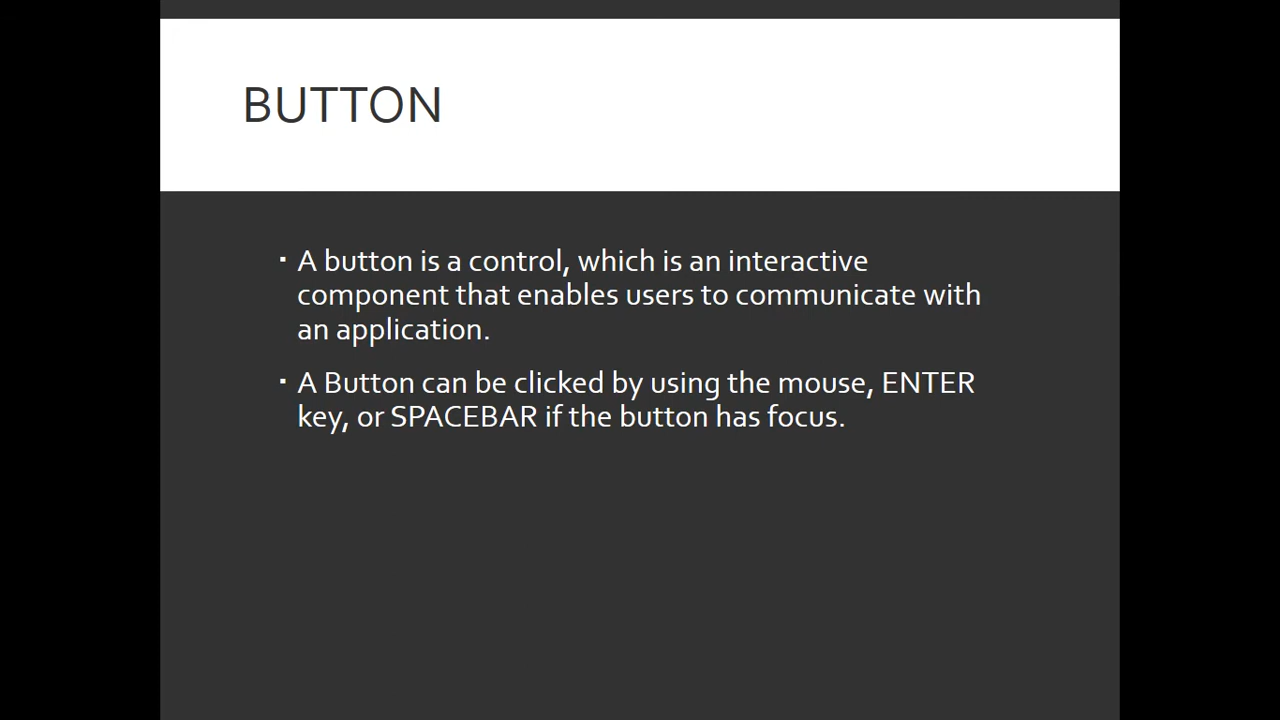 BUTTON
▪ A button is a control, which is an interactive
component that enables users to communicate with
an application.
▪ A Button can be clicked by using the mouse, ENTER
key, or SPACEBAR if the button has focus.